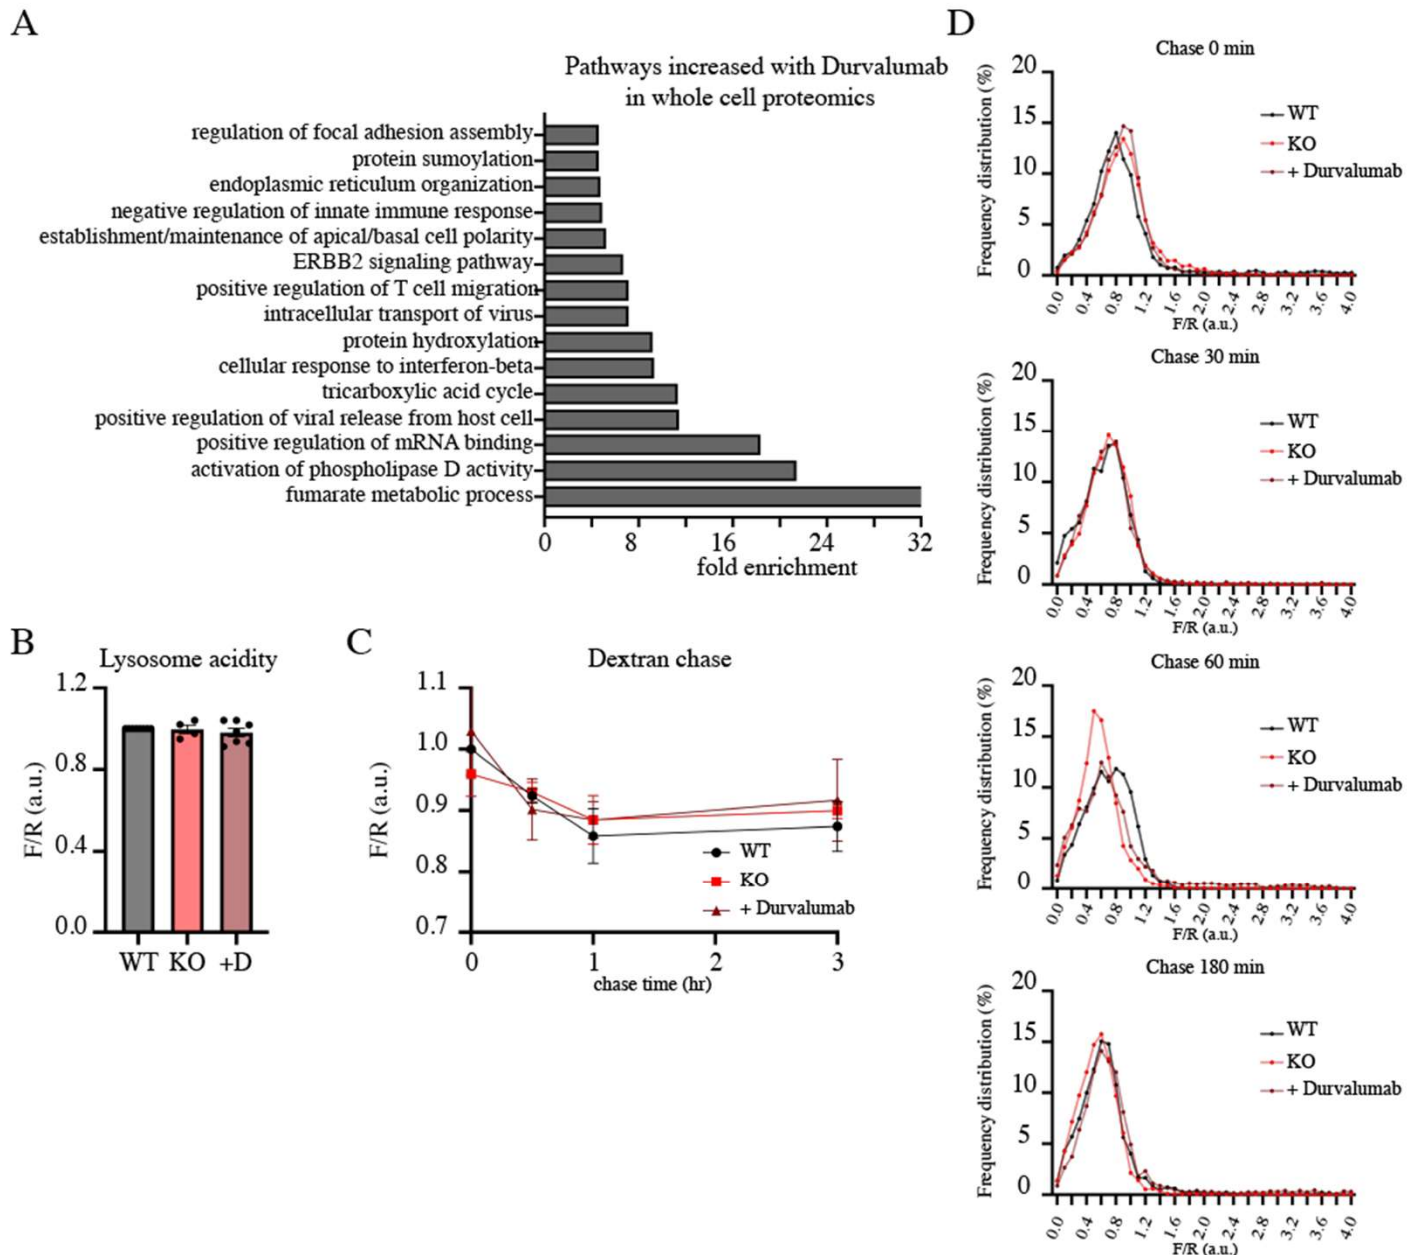 A
Pathways increased with Durvalumab
in whole cell proteomics
regulation of focal adhesion assembly
protein sumoylation
endoplasmic reticulum organization
negative regulation of innate immune response
establishment/maintenance of apical/basal cell polarity
ERBB2 signaling pathway
positive regulation of T cell migration
intracellular transport of virus
protein hydroxylation
cellular response to interferon-beta
tricarboxylic acid cycle
positive regulation of viral release from host cell
positive regulation of mRNA binding
activation of phospholipase D activity
fumarate metabolic process
0 8 16 24 32
fold enrichment
B
Lysosome acidity
F/R (a.u.)
1.2
0.8
0.4
0.0
WT KO +D
C
Dextran chase
F/R (a.u.)
1.1
1.0
0.9
0.8
0.7
WT
KO
+ Durvalumab
0 1 2 3
chase time (hr)
D
Chase 0 min
Frequency distribution (%)
20
15
10
5
0
WT
KO
+ Durvalumab
0.0 0.4 0.8 1.2 1.6 2.0 2.4 2.8 3.2 3.6 4.0
F/R (a.u.)
Chase 30 min
Frequency distribution (%)
20
15
10
5
0
WT
KO
+ Durvalumab
0.0 0.4 0.8 1.2 1.6 2.0 2.4 2.8 3.2 3.6 4.0
F/R (a.u.)
Chase 60 min
Frequency distribution (%)
20
15
10
5
0
WT
KO
+ Durvalumab
0.0 0.4 0.8 1.2 1.6 2.0 2.4 2.8 3.2 3.6 4.0
F/R (a.u.)
Chase 180 min
Frequency distribution (%)
20
15
10
5
0
WT
KO
+ Durvalumab
0.0 0.4 0.8 1.2 1.6 2.0 2.4 2.8 3.2 3.6 4.0
F/R (a.u.)